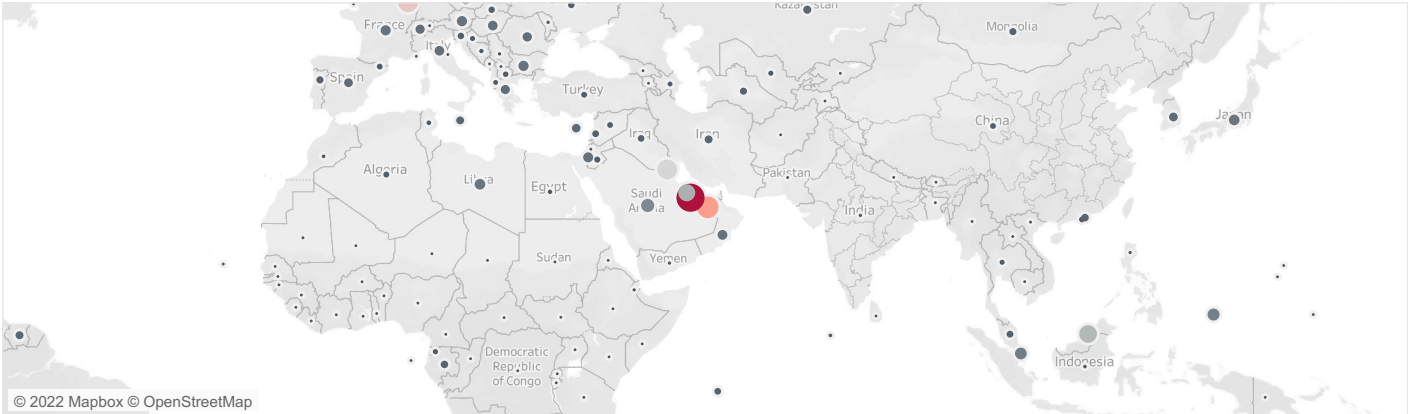 Kazakhstan
France
Mongolia
Italy
Spain
Turkey
China
Japan
Iraq
Iran
Algeria
Libya
Egypt
Pakistan
Saudi
Arabia
India
Sudan
Yemen
Democratic
Republic
of Congo
Indonesia
© 2022 Mapbox © OpenStreetMap